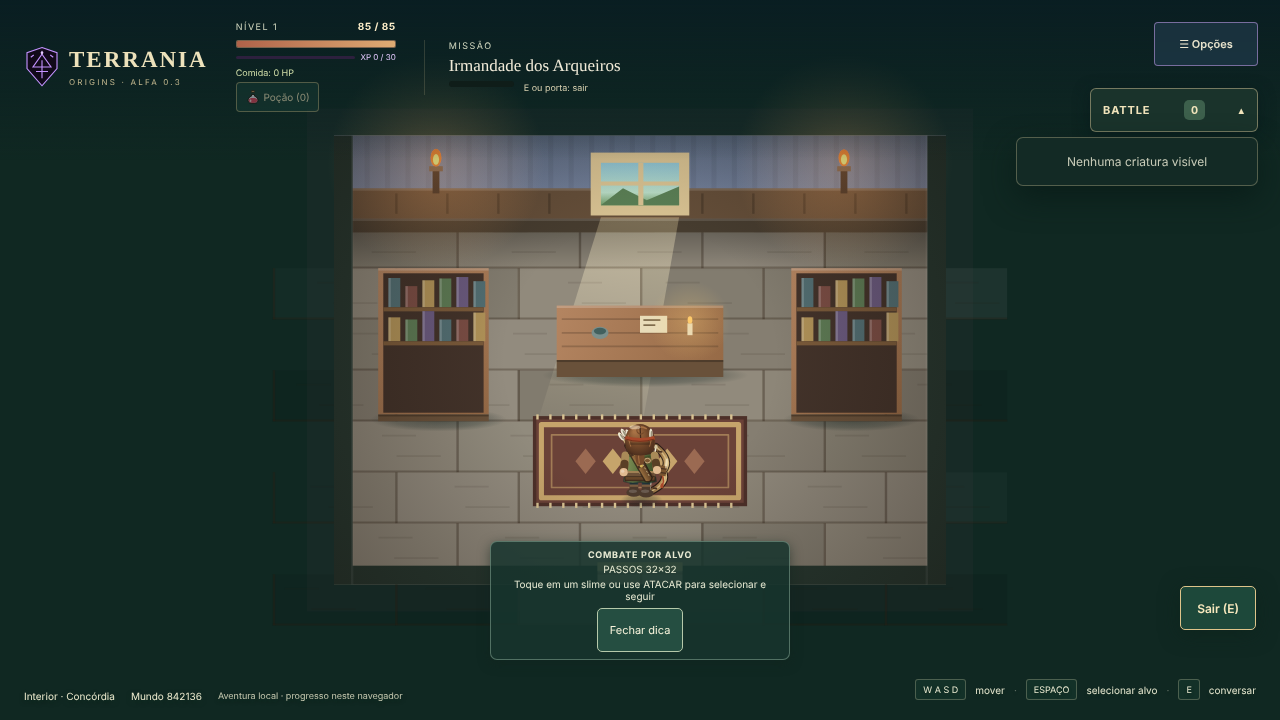 TERRANIA
ORIGINS · ALFA 0.3
NÍVEL 1 85 / 85
XP 0 / 30
Comida: 0 HP
Poção (0)
MISSÃO
Irmandade dos Arqueiros
E ou porta: sair
☰ Opções
BATTLE 0 ▲
Nenhuma criatura visível
COMBATE POR ALVO
PASSOS 32×32
Toque em um slime ou use ATACAR para selecionar e
seguir
Fechar dica
Sair (E)
Interior · Concórdia Mundo 842136 Aventura local · progresso neste navegador
W A S D mover · ESPAÇO selecionar alvo · E conversar